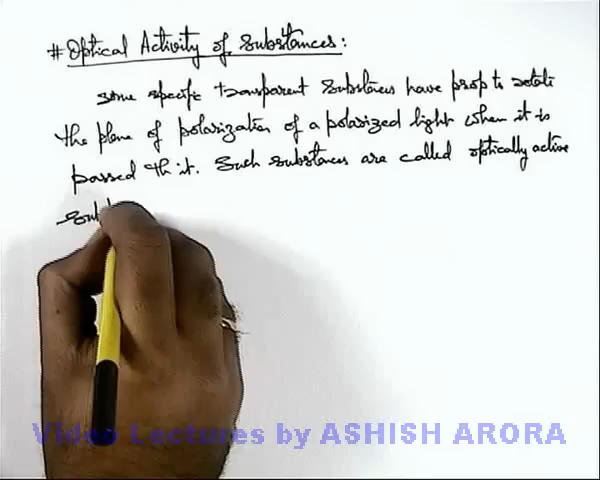 # Optical Activity of Substances:
Some specific transparent substances have prop to rotate
the plane of polarization of a polarized light when it is
passed th it. Such substances are called optically active
sub
Video Lectures by ASHISH ARORA